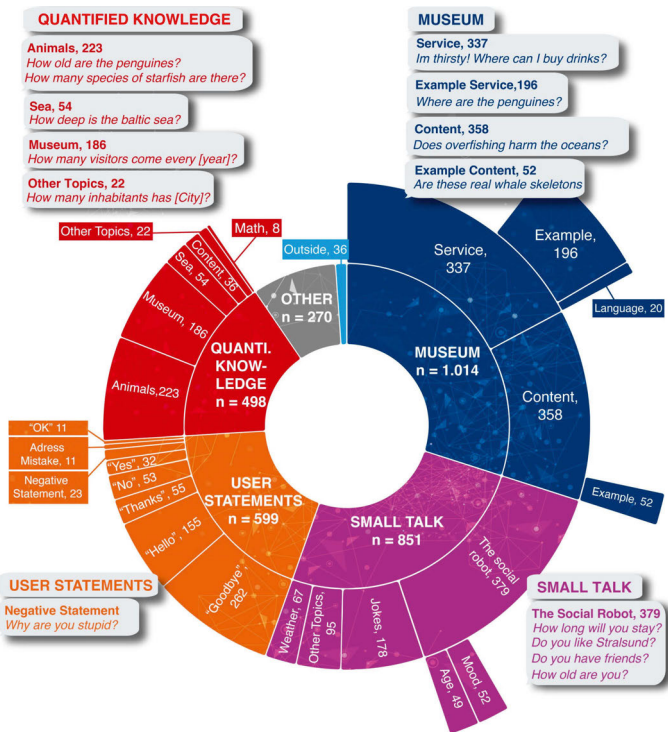 QUANTIFIED KNOWLEDGE
Animals, 223
How old are the penguines?
How many species of starfish are there?
Sea, 54
How deep is the baltic sea?
Museum, 186
How many visitors come every [year]?
Other Topics, 22
How many inhabitants has [City]?
MUSEUM
Service, 337
Im thirsty! Where can I buy drinks?
Example Service,196
Where are the penguines?
Content, 358
Does overfishing harm the oceans?
Example Content, 52
Are these real whale skeletons
Other Topics, 22
Math, 8
Outside, 36
Sea, 54
Content, 36
Museum, 186
Animals,223
OTHER
n = 270
QUANTI.
KNOW-
LEDGE
n = 498
Service,
337
Example,
196
Language, 20
MUSEUM
n = 1.014
Content,
358
Example, 52
"OK" 11
Adress
Mistake, 11
Negative
Statement, 23
"Yes", 32
"No", 53
"Thanks", 55
"Hello", 155
"Goodbye",
262
USER
STATEMENTS
n = 599
SMALL TALK
n = 851
The social
robot, 379
Weather, 67
Other Topics,
95
Jokes, 178
Age, 49
Mood, 52
USER STATEMENTS
Negative Statement
Why are you stupid?
SMALL TALK
The Social Robot, 379
How long will you stay?
Do you like Stralsund?
Do you have friends?
How old are you?